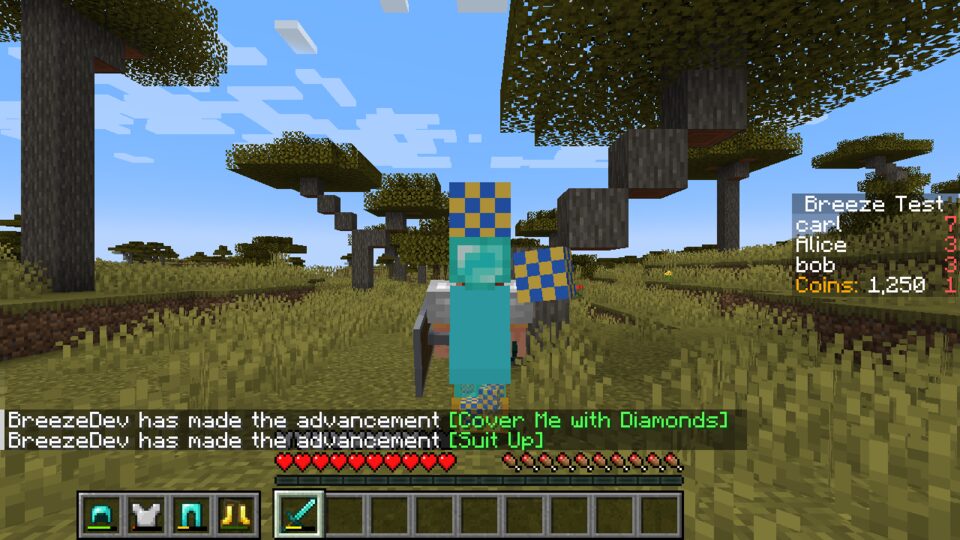 Breeze Test
carl 7
Alice 3
bob 3
Coins: 1,250 1
BreezeDev has made the advancement [Cover Me with Diamonds]
BreezeDev has made the advancement [Suit Up]